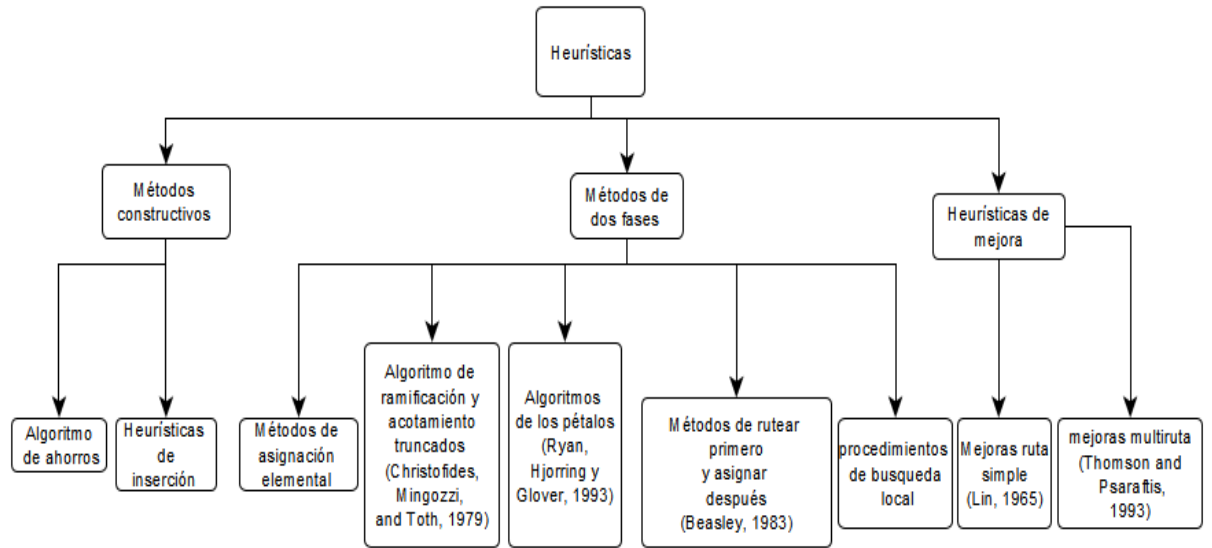 Heurísticas
Métodos
constructivos
Métodos de
dos fases
Heurísticas de
mejora
Algoritmo
de ahorros
Heurísticas
de
inserción
Métodos de
asignación
elemental
Algoritmo de
ramificación y
acotamiento
truncados
(Christofides,
Mingozzi,
and Toth, 1979)
Algoritmos
de los pétalos
(Ryan,
Hjorring y
Glover, 1993)
Métodos de rutear
primero
y asignar
después
(Beasley, 1983)
procedimientos
de busqueda
local
Mejoras ruta
simple
(Lin, 1965)
mejoras multiruta
(Thomson and
Psaraftis,
1993)